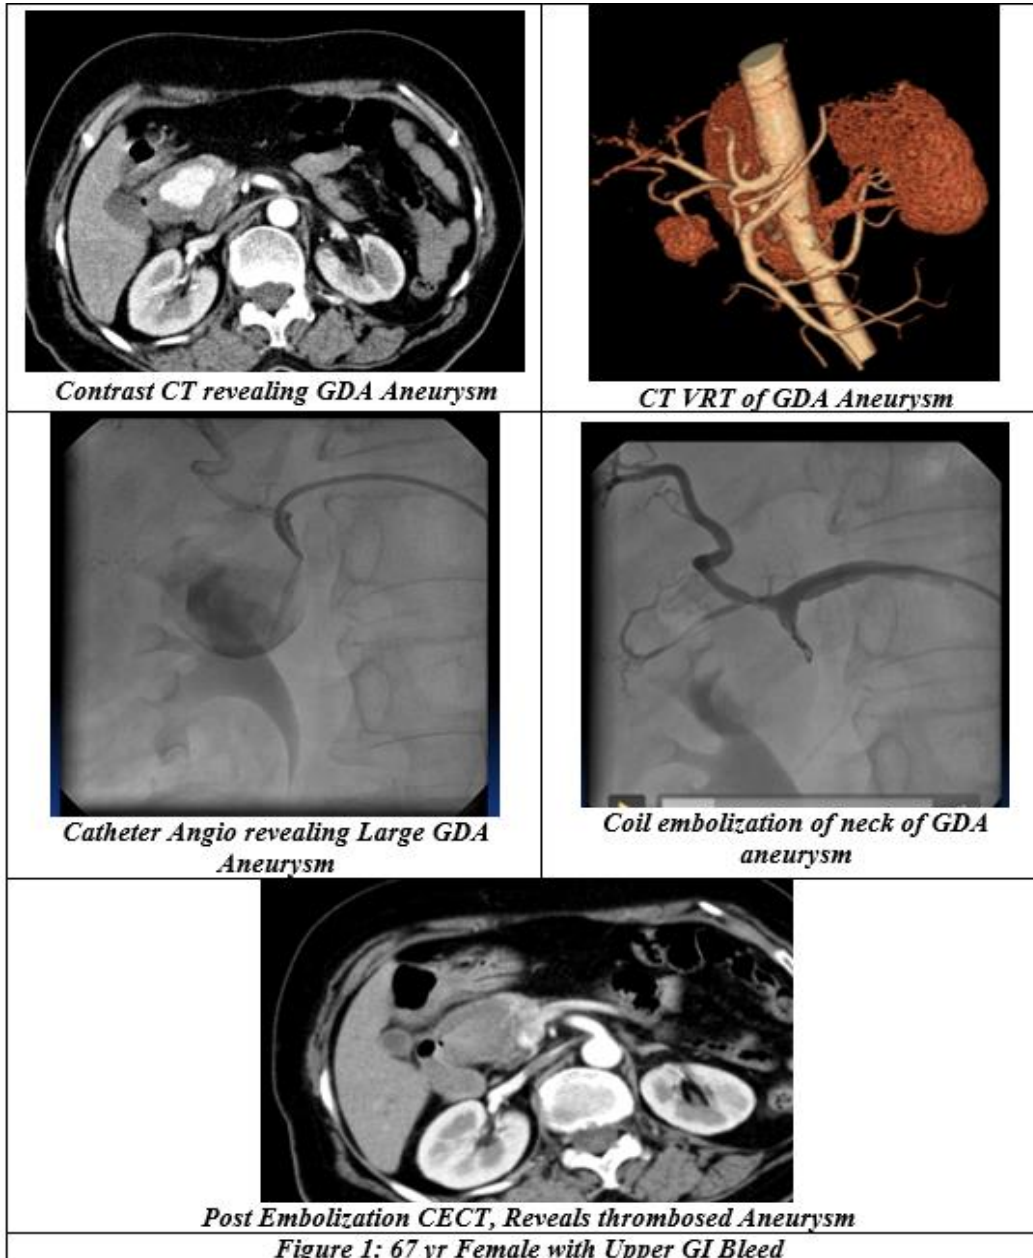 Contrast CT revealing GDA Aneurysm
CT VRT of GDA Aneurysm
Catheter Angio revealing Large GDA
Aneurysm
Coil embolization of neck of GDA
aneurysm
Post Embolization CECT, Reveals thrombosed Aneurysm
Figure 1: 67 yr Female with Upper GI Bleed